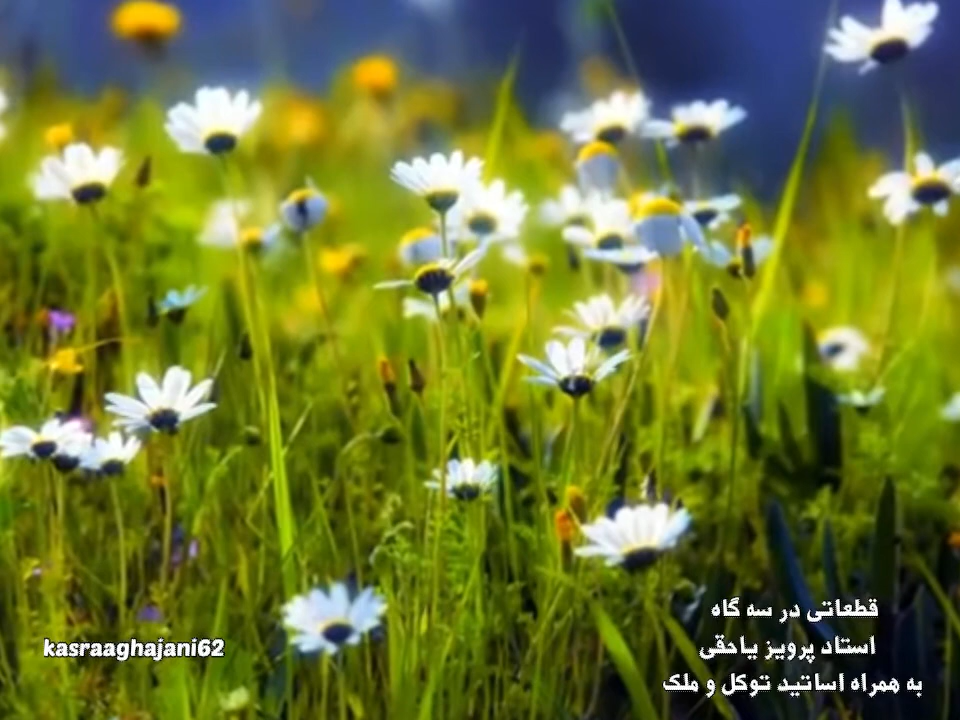 قطعاتی در سه گاه
استاد پرویز یاحقی
به همراه اساتید توکل و ملک
kasraaghajani62